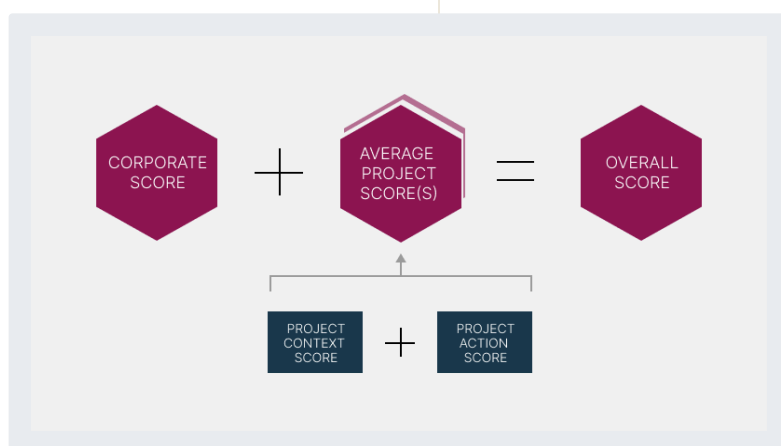 CORPORATE
SCORE
AVERAGE
PROJECT
SCORE(S)
OVERALL
SCORE
PROJECT
CONTEXT
SCORE
PROJECT
ACTION
SCORE